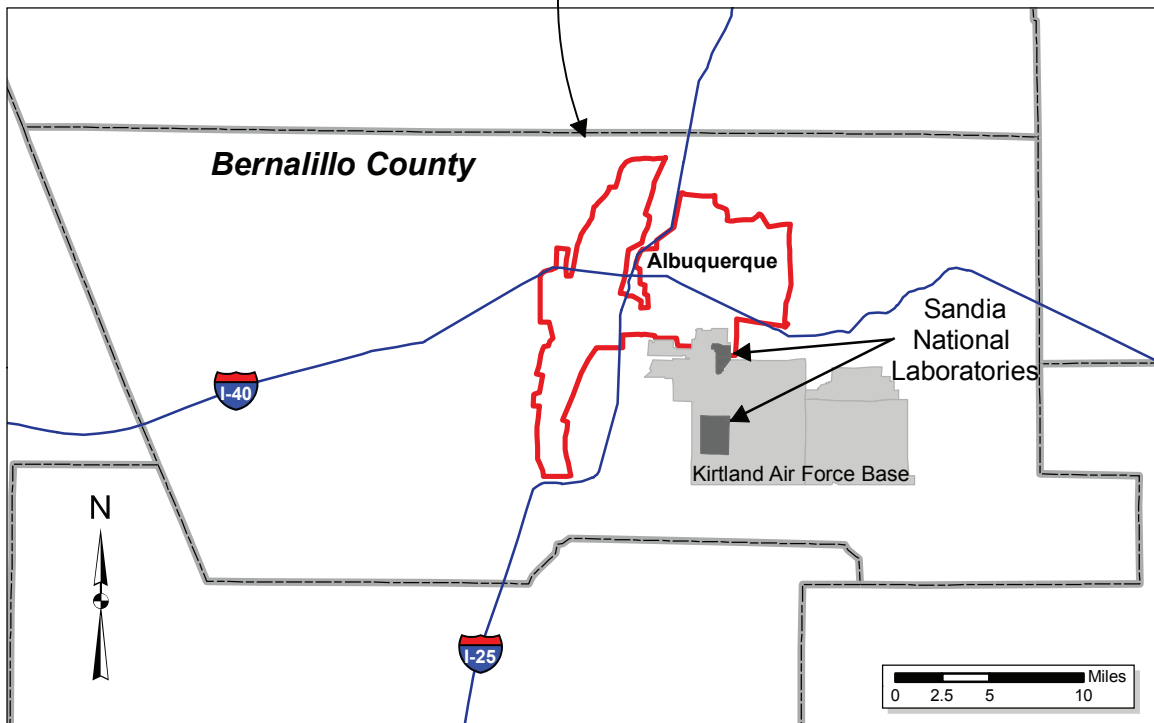 Bernalillo County
Albuquerque
Sandia
National
Laboratories
I-40
Kirtland Air Force Base
N
I-25
Miles
0 2.5 5 10